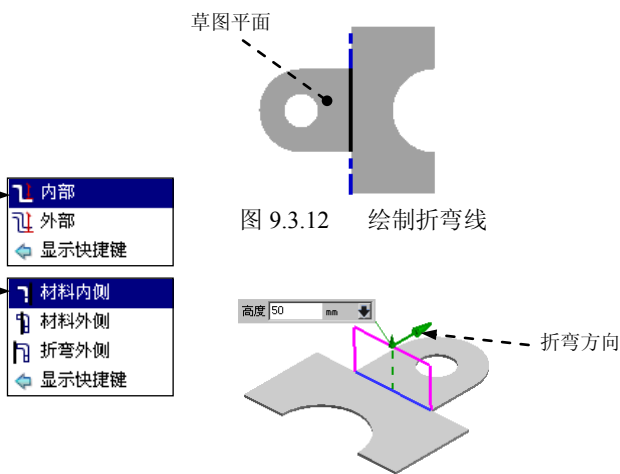 草图平面
内部
外部
显示快捷键
图 9.3.12 绘制折弯线
材料内侧
材料外侧
折弯外侧
显示快捷键
高度 50 mm
折弯方向